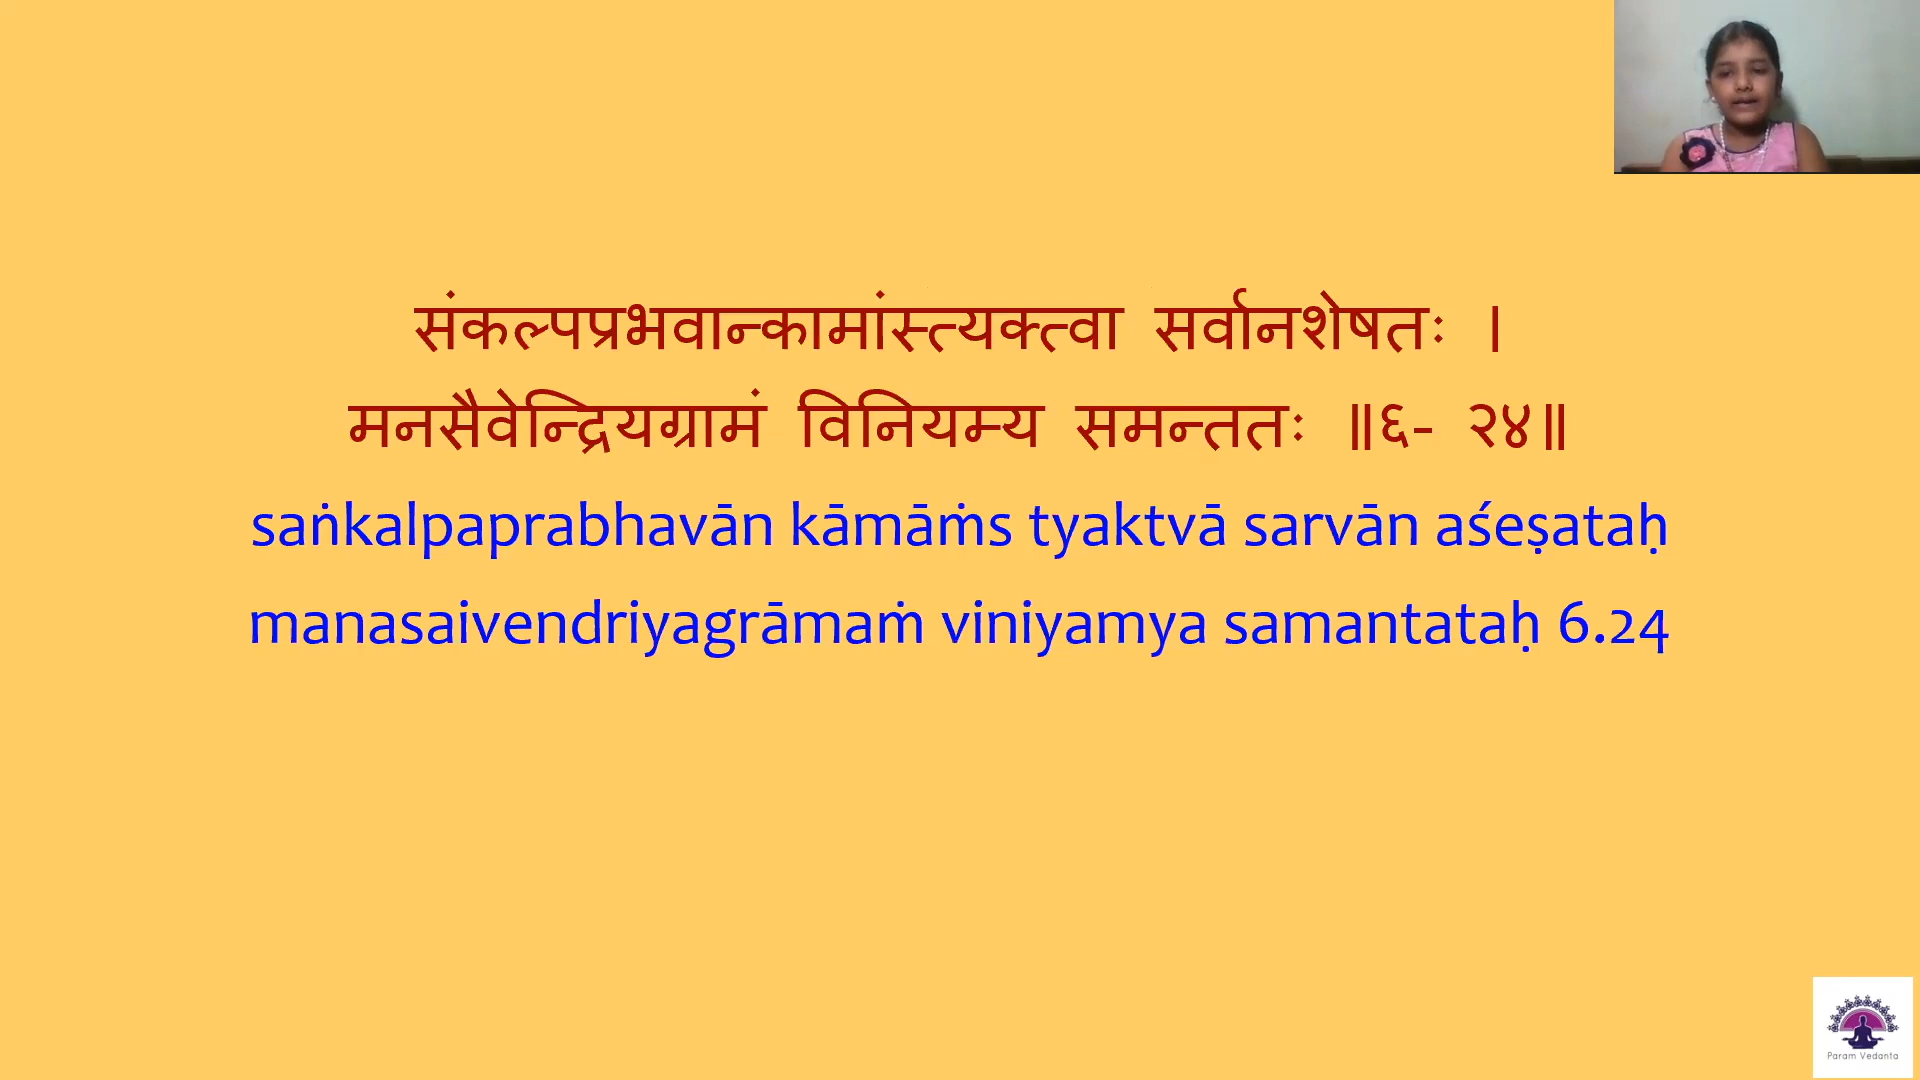 संकल्पप्रभवान्कामांस्त्यक्त्वा सर्वानशेषतः ।
मनसैवेन्द्रियग्रामं विनियम्य समन्ततः ॥६- २४॥
saṅkalpaprabhavān kāmāṁs tyaktvā sarvān aśeṣataḥ
manasaivendriyagrāmaṁ viniyamya samantataḥ 6.24
Param Vedanta